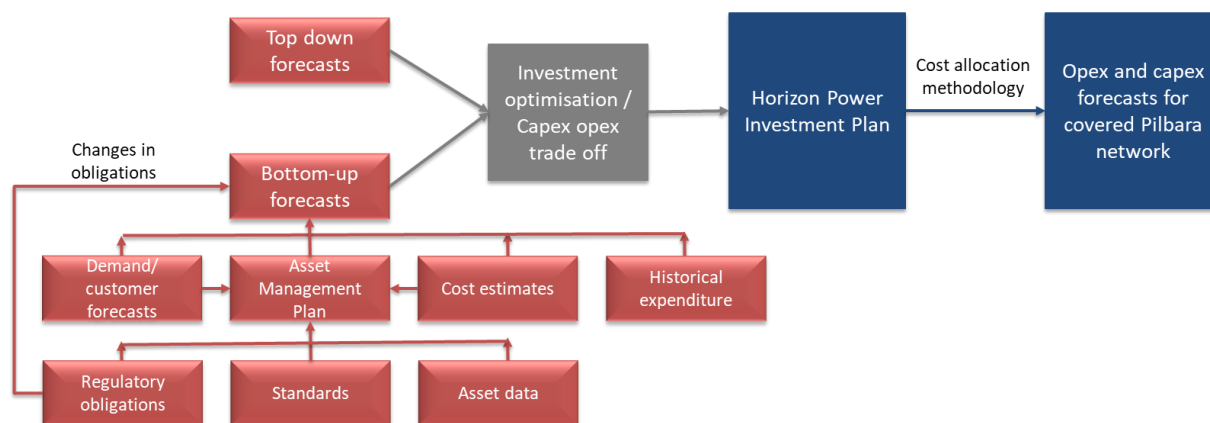 Top down
forecasts
Investment
optimisation /
Capex opex
trade off
Horizon Power
Investment Plan
Cost allocation
methodology
Opex and capex
forecasts for
covered Pilbara
network
Changes in
obligations
Bottom-up
forecasts
Demand/
customer
forecasts
Asset
Management
Plan
Cost estimates
Historical
expenditure
Regulatory
obligations
Standards
Asset data